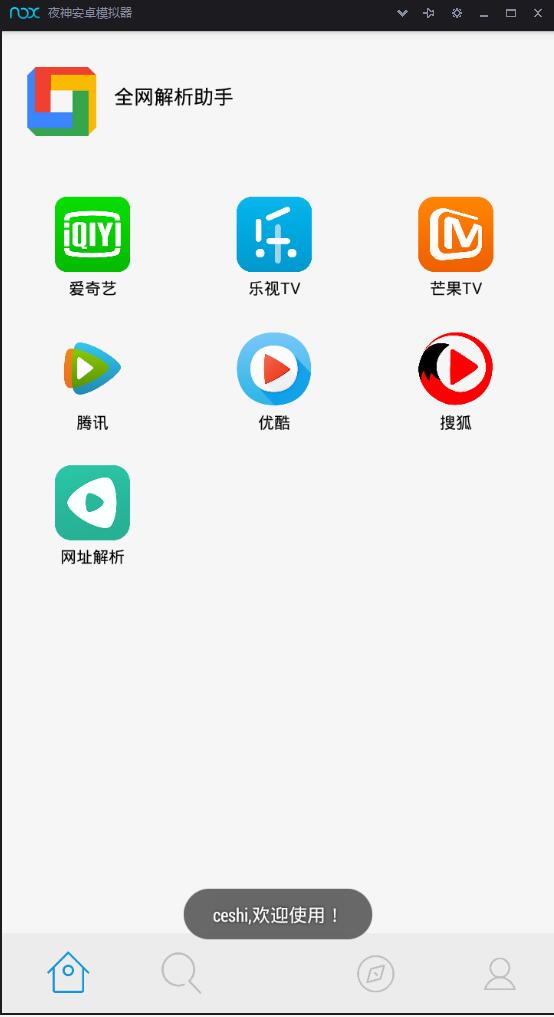 nox 夜神安卓模拟器
全网解析助手
iQIYI
乐
爱奇艺
乐视TV
芒果TV
腾讯
优酷
搜狐
网址解析
ceshi,欢迎使用！